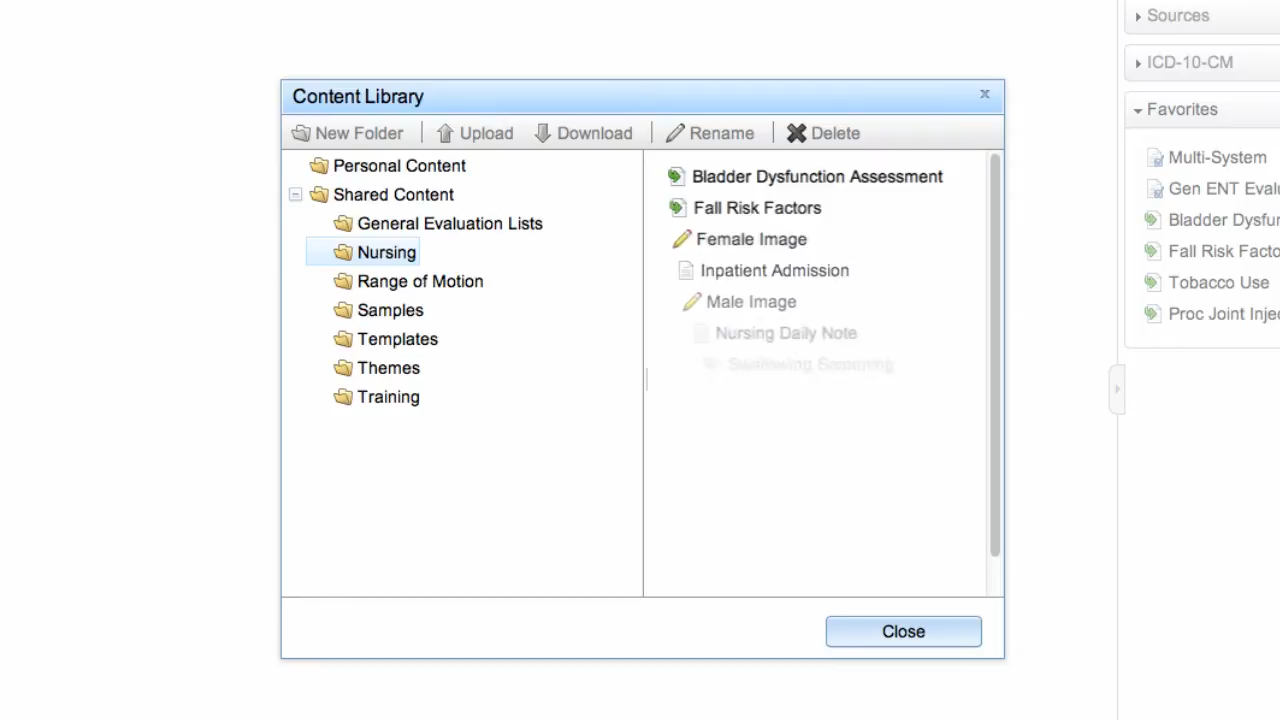 Sources
ICD-10-CM
Favorites
Multi-System
Gen ENT Evalu
Bladder Dysfun
Fall Risk Facto
Tobacco Use
Proc Joint Injec
Content Library
New Folder
Upload
Download
Rename
Delete
Personal Content
Shared Content
General Evaluation Lists
Nursing
Range of Motion
Samples
Templates
Themes
Training
Bladder Dysfunction Assessment
Fall Risk Factors
Female Image
Inpatient Admission
Male Image
Nursing Daily Note
Swallowing Screening
Close